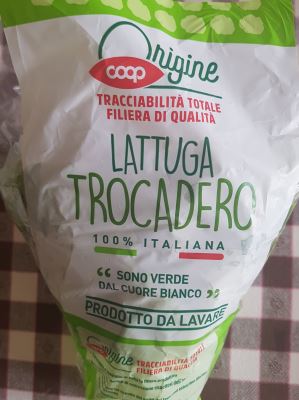 Origine
coop
TRACCIABILITÀ TOTALE
FILIERA DI QUALITÀ
LATTUGA
TROCADERO
100% ITALIANA
“ SONO VERDE
DAL CUORE BIANCO ”
PRODOTTO DA LAVARE
Origine
coop
TRACCIABILITÀ TOTALE
FILIERA DI QUALITÀ